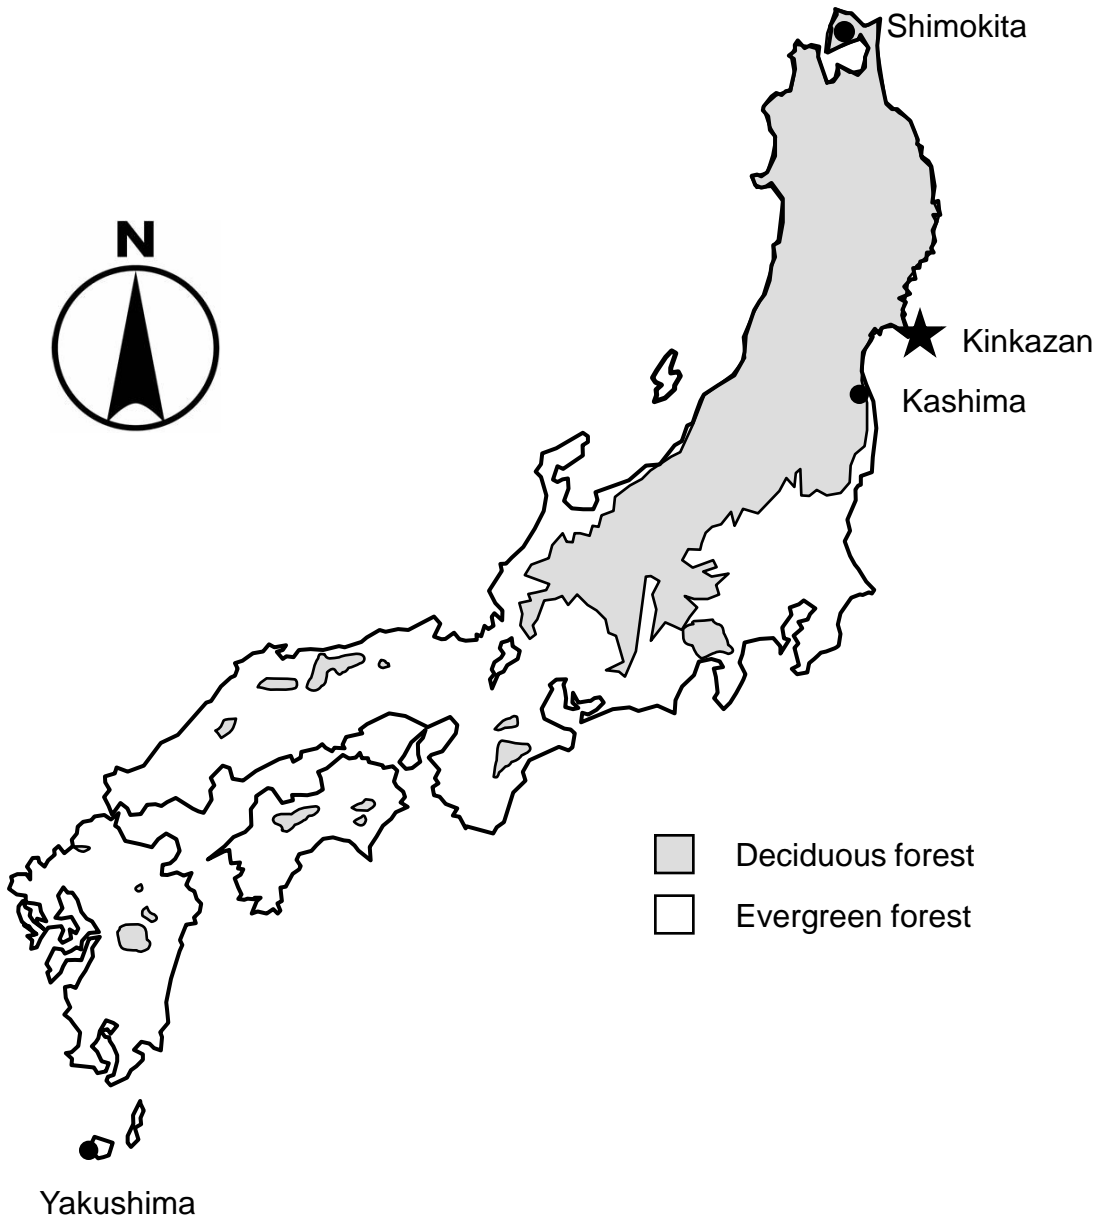 Shimokita
N
Kinkazan
Kashima
Deciduous forest
Evergreen forest
Yakushima